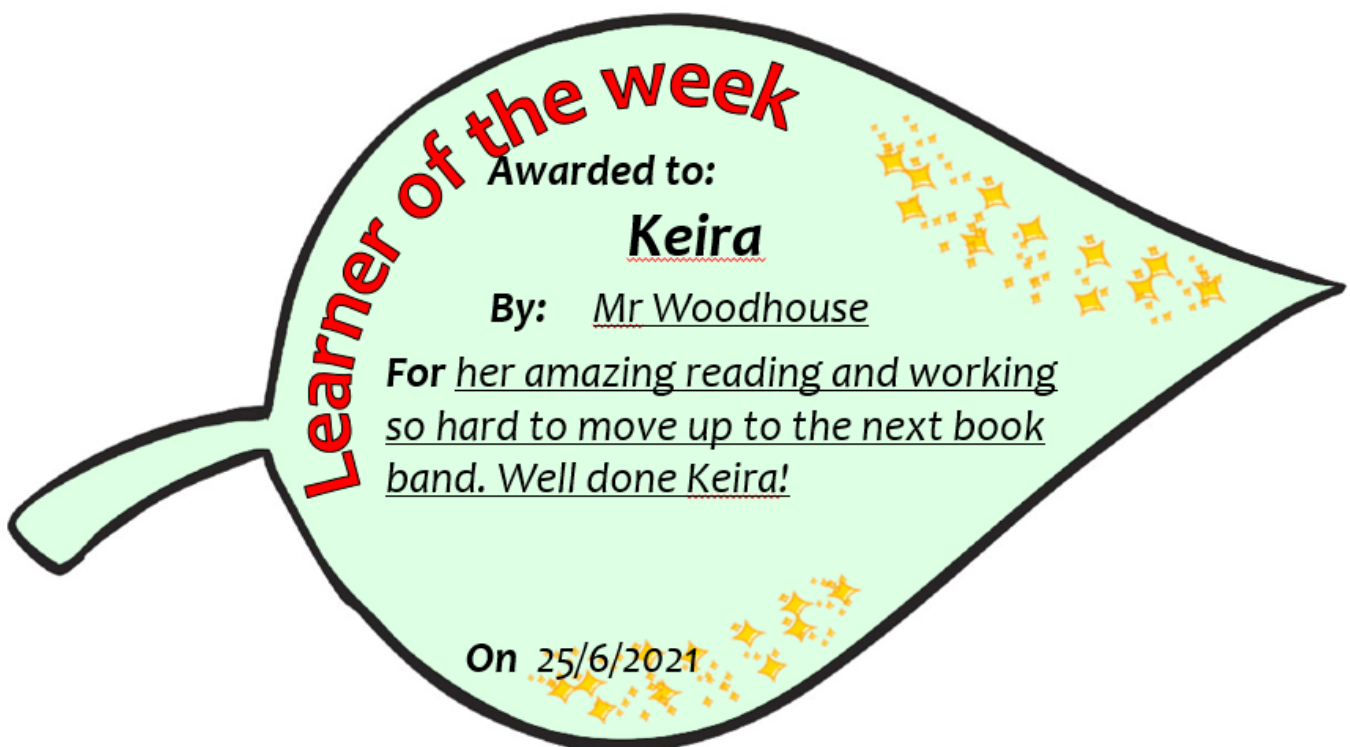 Learner of the week
Awarded to:
Keira
By: Mr Woodhouse
For her amazing reading and working
so hard to move up to the next book
band. Well done Keira!
On 25/6/2021